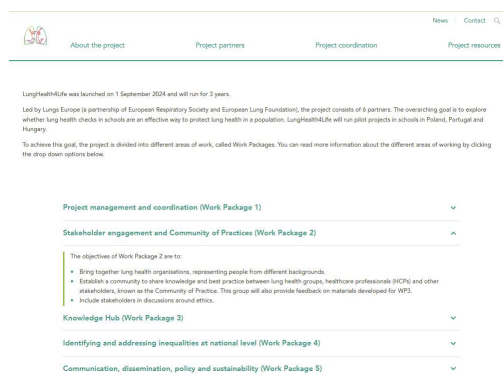 News
Contact
About the project
Project partners
Project coordination
Project resources
LungHealth4Life was launched on 1 September 2024 and will run for 3 years.
Led by Lungs Europe (a partnership of European Respiratory Society and European Lung Foundation), the project consists of 6 partners. The overarching goal is to explore
whether lung health checks in schools are an effective way to protect lung health in a population. LungHealth4Life will run pilot projects in schools in Poland, Portugal and
Hungary.
To achieve this goal, the project is divided into different areas of work, called Work Packages. You can read more information about the different areas of working by clicking
the drop down options below.
Project management and coordination (Work Package 1)
Stakeholder engagement and Community of Practices (Work Package 2)
The objectives of Work Package 2 are to:
Bring together lung health organisations, representing people from different backgrounds.
Establish a community to share knowledge and best practice between lung health groups, healthcare professionals (HCPs) and other
stakeholders, known as the Community of Practice. This group will also provide feedback on materials developed for WP3.
Include stakeholders in discussions around ethics.
Knowledge Hub (Work Package 3)
Identifying and addressing inequalities at national level (Work Package 4)
Communication, dissemination, policy and sustainability (Work Package 5)